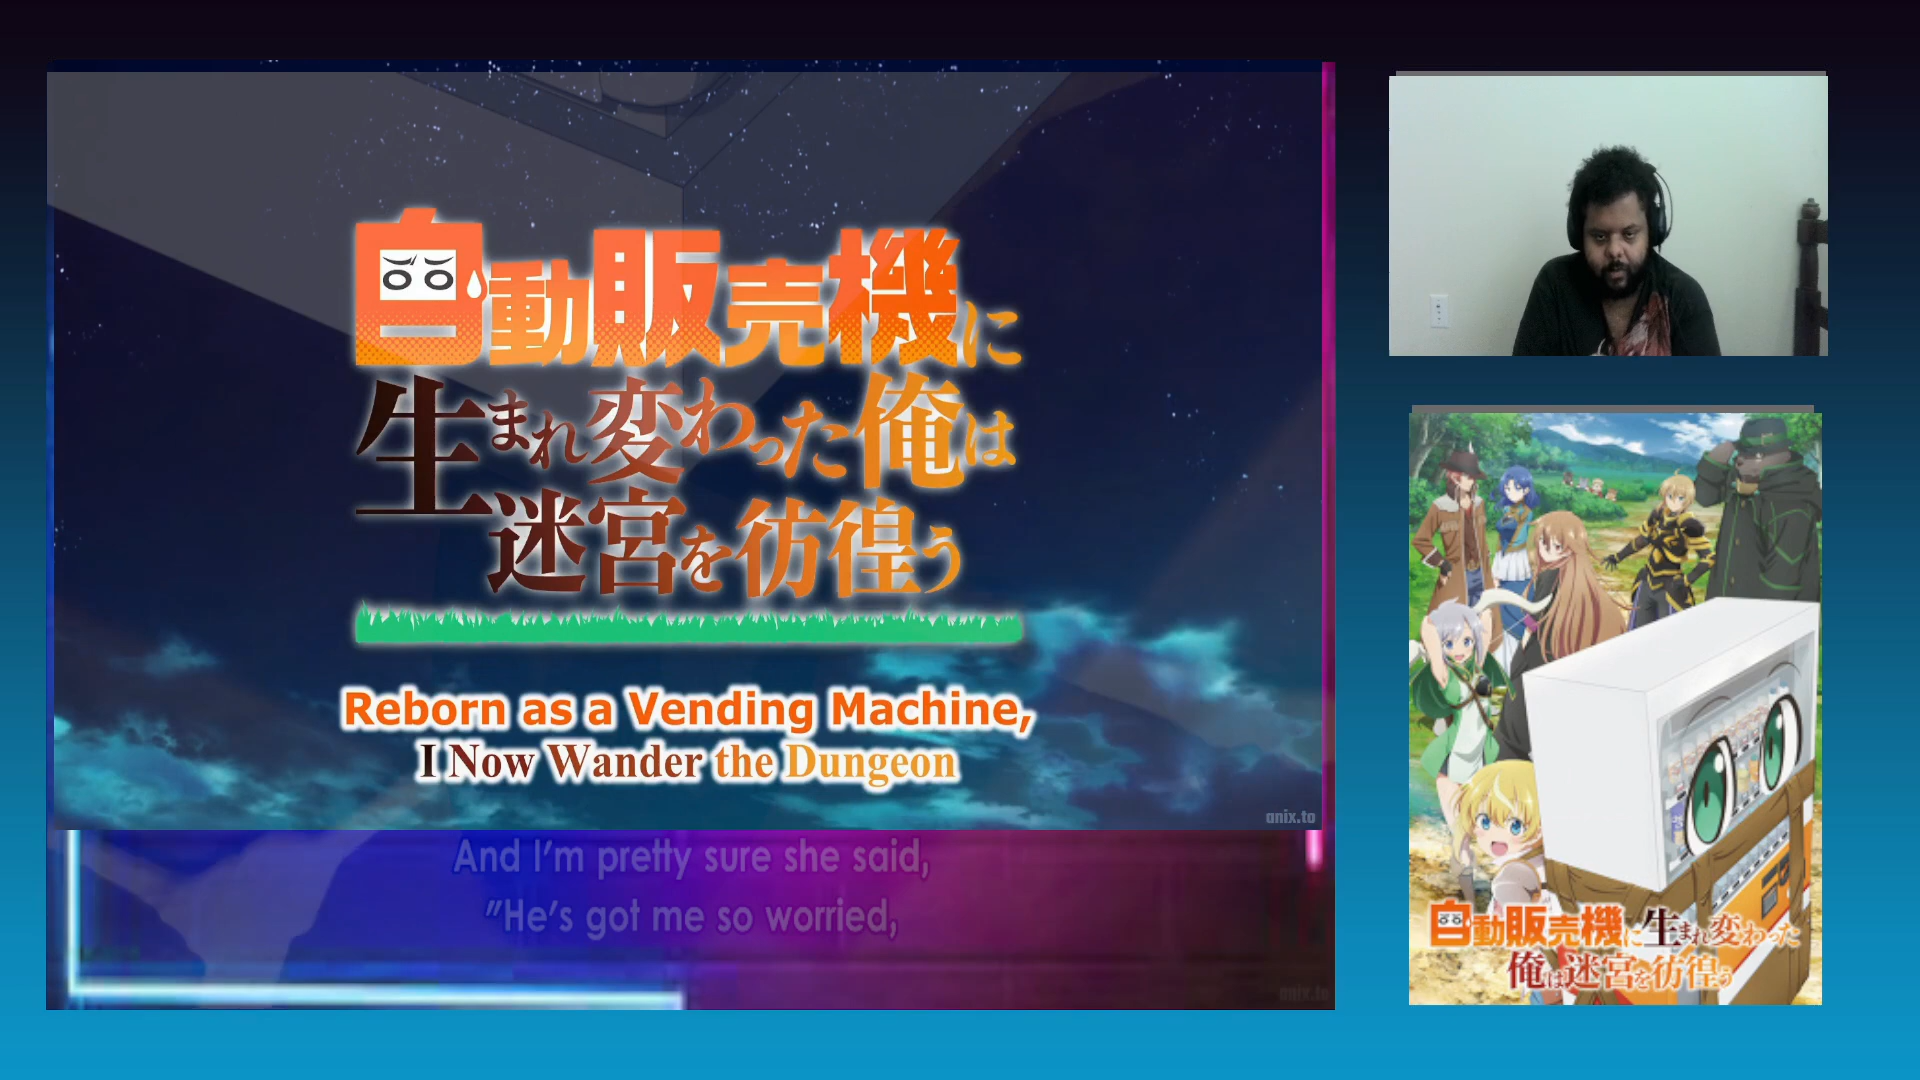 自動販売機に
生まれ変わった俺は
迷宮を彷徨う
Reborn as a Vending Machine,
I Now Wander the Dungeon
anix.to
And I'm pretty sure she said,
"He's got me so worried,
anix.to
自動販売機に生まれ変わった
俺は迷宮を彷徨う